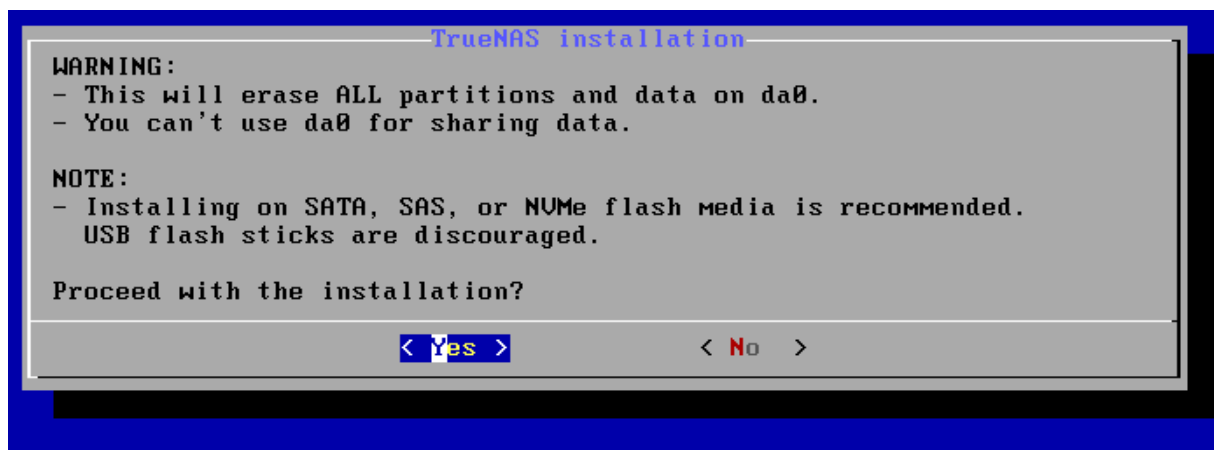 TrueNAS installation
WARNING:
- This will erase ALL partitions and data on da0.
- You can't use da0 for sharing data.
NOTE:
- Installing on SATA, SAS, or NVMe flash media is recommended.
USB flash sticks are discouraged.
Proceed with the installation?
< Yes > < No >